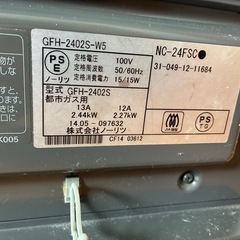 GFH-2402S-W5
NC-24FSC●
31-049-12-11684
PS
E
ノーリツ
定格電圧 100V
定格周波数 50/60Hz
定格消費電力 15/15W
型式 GFH-2402S
都市ガス用
13A 12A
2.44kW 2.27kW
14.05-097632
株式会社ノーリツ
CF14 03612
PS
TG
K005